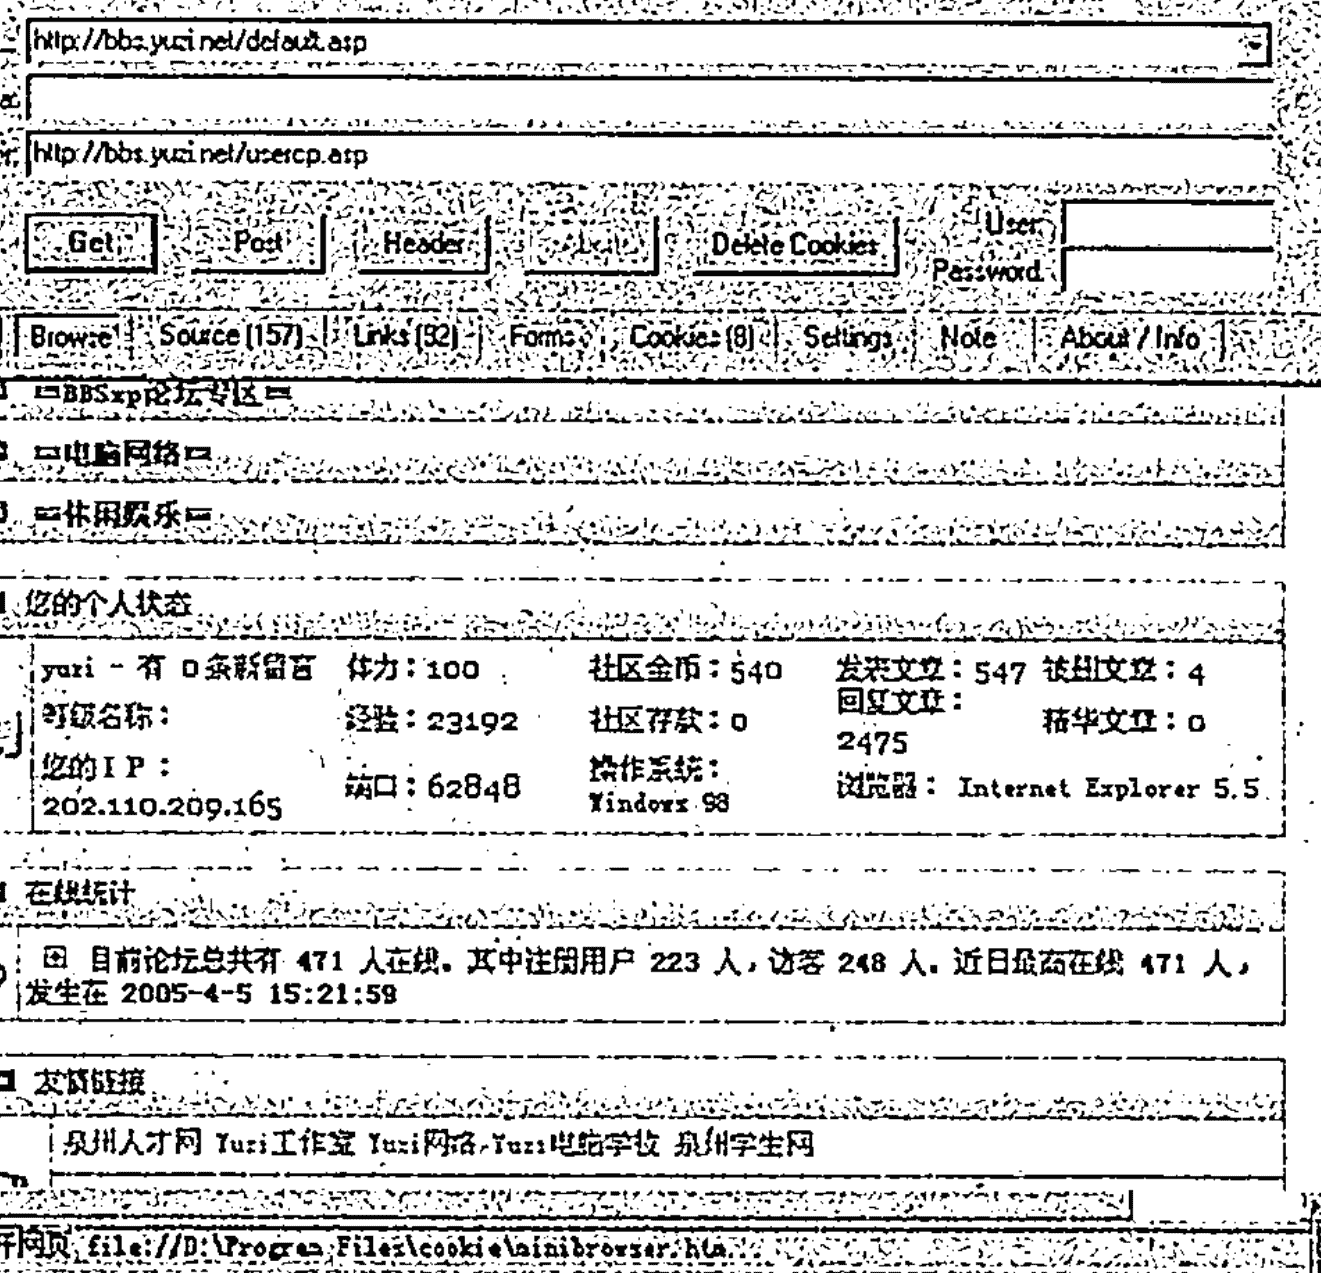 http://bbs.yuzi.net/default.asp
http://bbs.yuzi.net/usercp.asp
Get Post Header Delete Cookies User: Password:
Browse Source (157) Links (92) Forms Cookies (8) Settings Note About / Info
=BBSxp论坛专区=
=电脑网络=
=休闲娱乐=
您的个人状态
yuzi - 有 0条新留言 体力：100 社区金币：540 发表文章：547 被删文章：4
等级名称： 经验：23192 社区存款：0 回复文章：2475 精华文章：0
您的I P：202.110.209.165 端口：62848 操作系统：Windows 98 浏览器：Internet Explorer 5.5
在线统计
目前论坛总共有 471 人在线。其中注册用户 223 人，访客 248 人。近日最高在线 471 人，
发生在 2005-4-5 15:21:59
友情链接
泉州人才网 Yuzi工作室 Yuzi网络 Yuzi电脑学校 泉州学生网
开网页 file://D:\Program Files\cookie\minibrowser.htm...